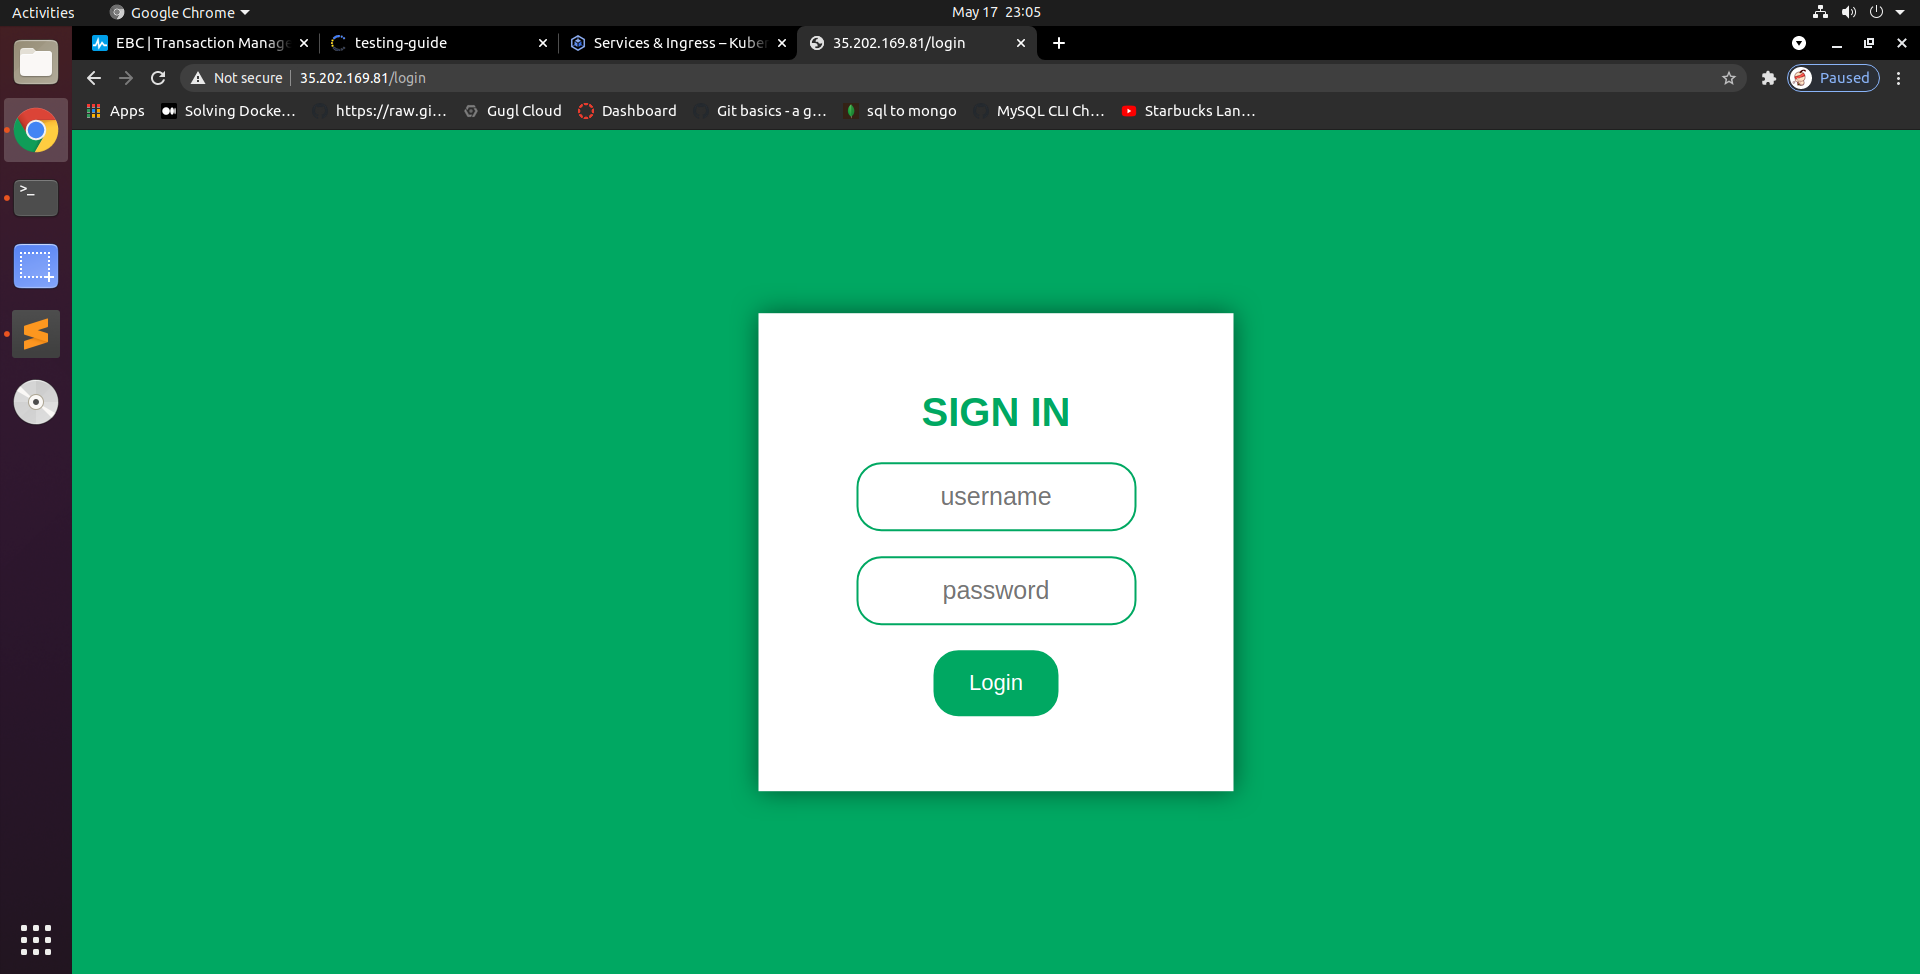 Activities Google Chrome May 17 23:05
EBC | Transaction Manage testing-guide Services & Ingress – Kuber 35.202.169.81/login
Not secure 35.202.169.81/login Paused
Apps Solving Docke… https://raw.gi… Gugl Cloud Dashboard Git basics - a g… sql to mongo MySQL CLI Ch… Starbucks Lan…
SIGN IN
username
password
Login